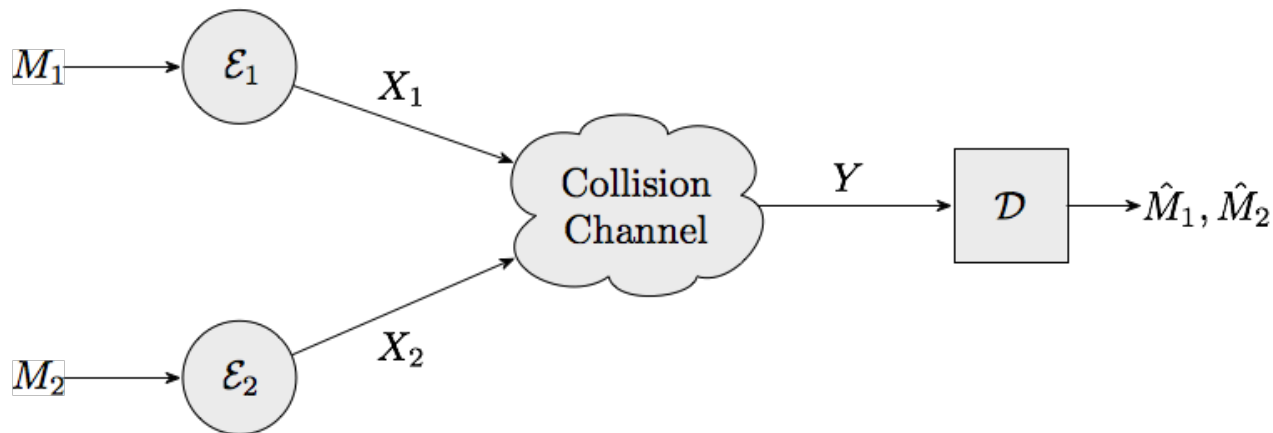 M₁
ℰ₁
X₁
Collision
Channel
Y
𝒟
M̂₁, M̂₂
X₂
M₂
ℰ₂